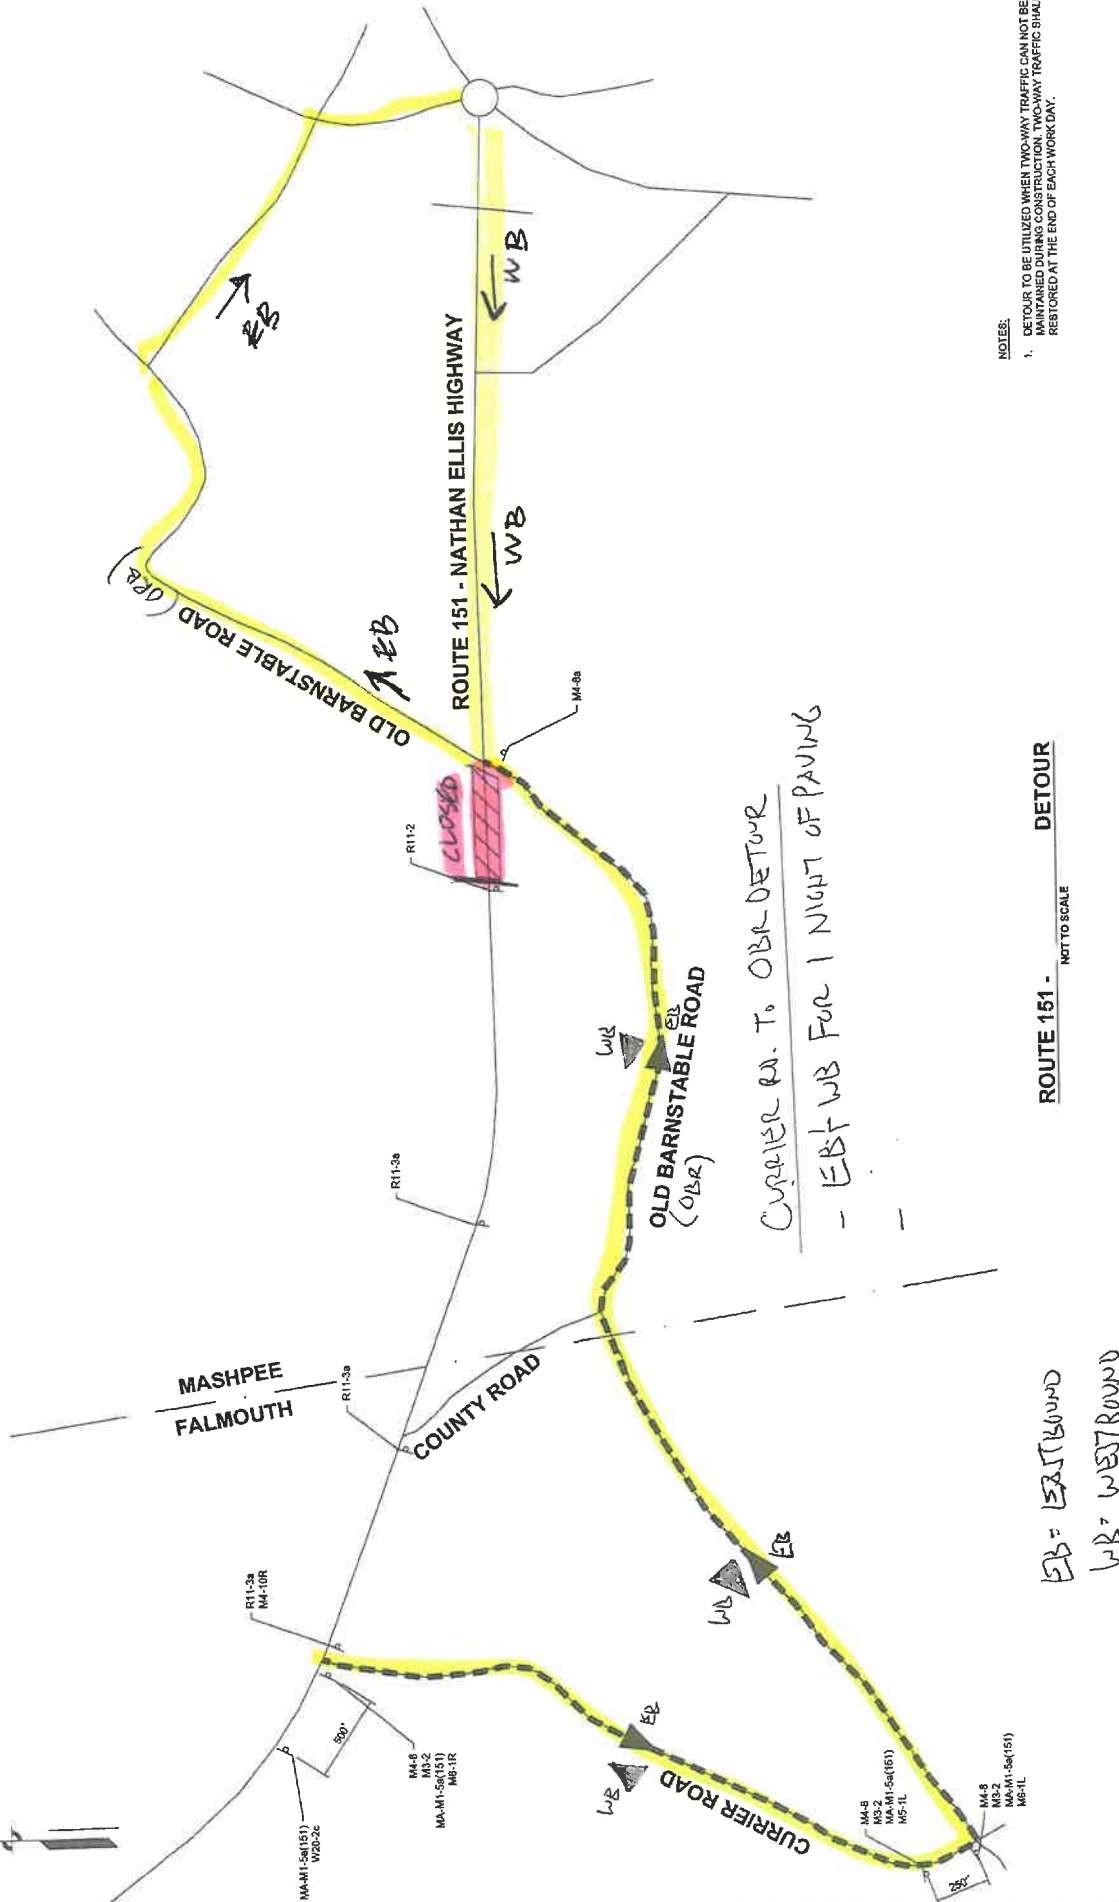 MASHPEE
FALMOUTH
COUNTY ROAD
CURRIER ROAD
OLD BARNSTABLE ROAD
(OBR)
OLD BARNSTABLE ROAD
(OBR)
ROUTE 151 - NATHAN ELLIS HIGHWAY
CLOSED
EB
EB
WB
WB
WB
EB
WB
EB
WB
EB
MA-M1-5a(151)
W20-2c
500'
M4-8
M3-2
MA-M1-5a(151)
M6-1R
R11-3a
M4-10R
R11-3a
R11-3a
R11-2
M4-8a
M4-8
M3-2
MA-M1-5a(151)
M5-1L
250'
M4-8
M3-2
MA-M1-5a(151)
M6-1L
CURRIER RD. TO OBR DETOUR
- EB & WB FOR 1 NIGHT OF PAVING
-
EB = EASTBOUND
WB = WESTBOUND
ROUTE 151 - DETOUR
NOT TO SCALE
NOTES:
1. DETOUR TO BE UTILIZED WHEN TWO-WAY TRAFFIC CAN NOT BE
MAINTAINED DURING CONSTRUCTION. TWO-WAY TRAFFIC SHAL
RESTORED AT THE END OF EACH WORK DAY.